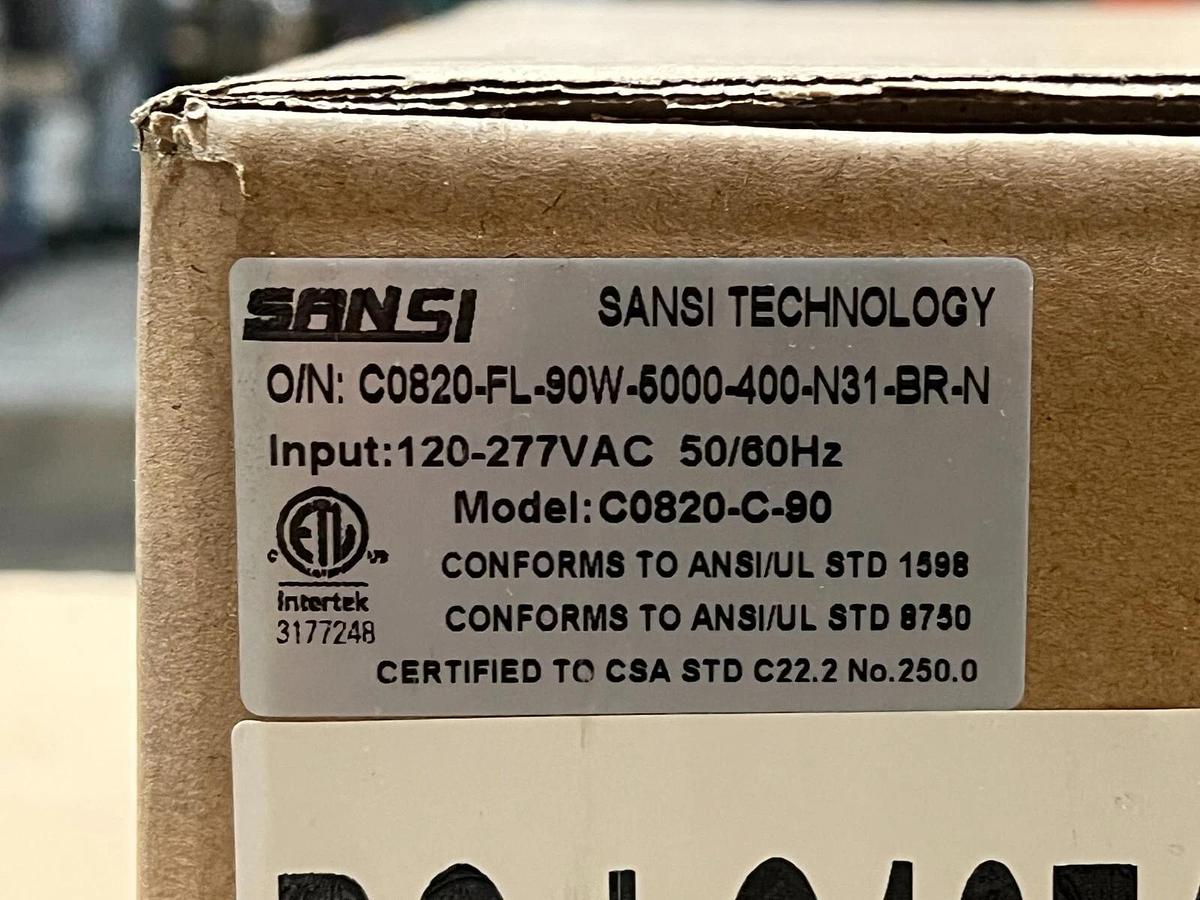 SANSI SANSI TECHNOLOGY
O/N: C0820-FL-90W-5000-400-N31-BR-N
Input:120-277VAC 50/60Hz
Model:C0820-C-90
ETL
C US
CONFORMS TO ANSI/UL STD 1598
Intertek
3177248
CONFORMS TO ANSI/UL STD 8750
CERTIFIED TO CSA STD C22.2 No.250.0